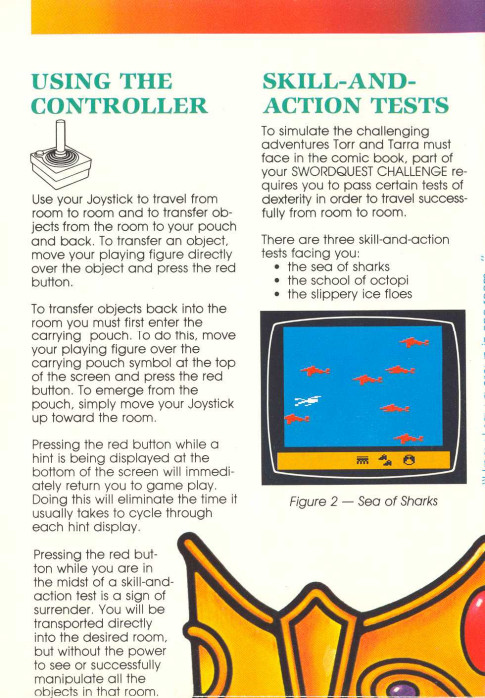 USING THE
CONTROLLER
Use your Joystick to travel from
room to room and to transfer ob-
jects from the room to your pouch
and back. To transfer an object,
move your playing figure directly
over the object and press the red
button.
To transfer objects back into the
room you must first enter the
carrying pouch. To do this, move
your playing figure over the
carrying pouch symbol at the top
of the screen and press the red
button. To emerge from the
pouch, simply move your Joystick
up toward the room.
Pressing the red button while a
hint is being displayed at the
bottom of the screen will immedi-
ately return you to game play.
Doing this will eliminate the time it
usually takes to cycle through
each hint display.
Pressing the red but-
ton while you are in
the midst of a skill-and-
action test is a sign of
surrender. You will be
transported directly
into the desired room,
but without the power
to see or successfully
manipulate all the
objects in that room.
SKILL-AND-
ACTION TESTS
To simulate the challenging
adventures Torr and Tarra must
face in the comic book, part of
your SWORDQUEST CHALLENGE re-
quires you to pass certain tests of
dexterity in order to travel success-
fully from room to room.
There are three skill-and-action
tests facing you:
• the sea of sharks
• the school of octopi
• the slippery ice floes
Figure 2 — Sea of Sharks